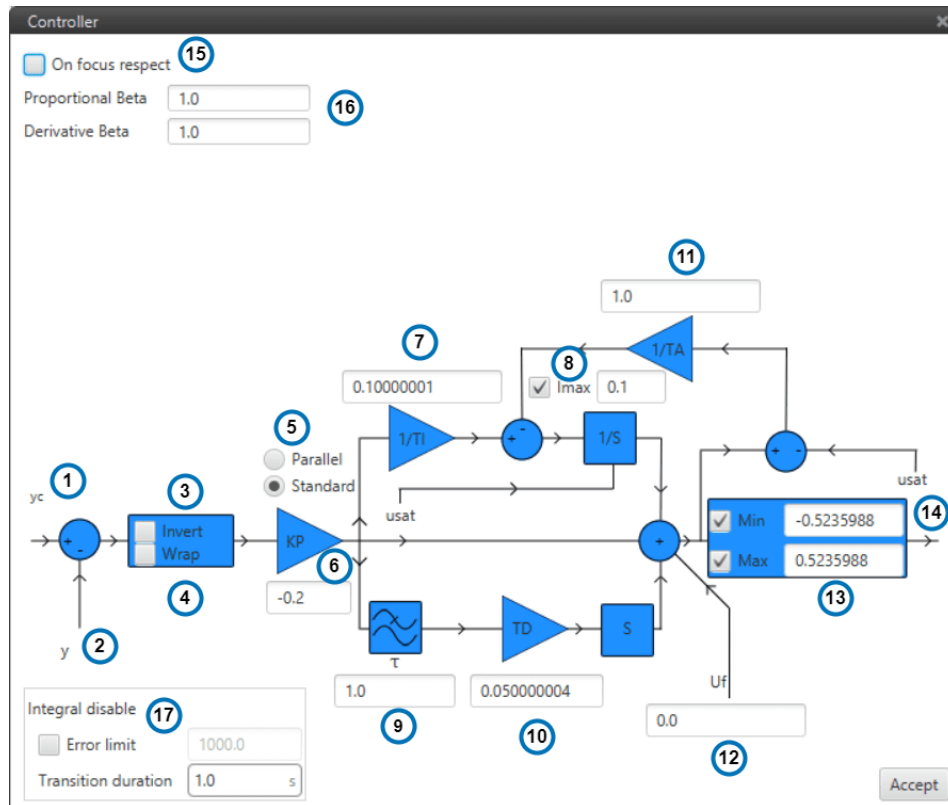 Controller
15
On focus respect
Proportional Beta 1.0
16
Derivative Beta 1.0
11
1.0
7
1/TA
8
0.10000001
Imax 0.1
5
1/TI
+ -
1/S
+ -
Parallel
1
3
Standard
usat
usat
yc
14
Invert
Min -0.5235988
+ -
KP
+
Wrap
6
Max 0.5235988
4
-0.2
13
TD
S
2
y
τ
Uf
1.0
0.050000004
0.0
Integral disable
17
9
10
12
Error limit 1000.0
Transition duration 1.0 s
Accept